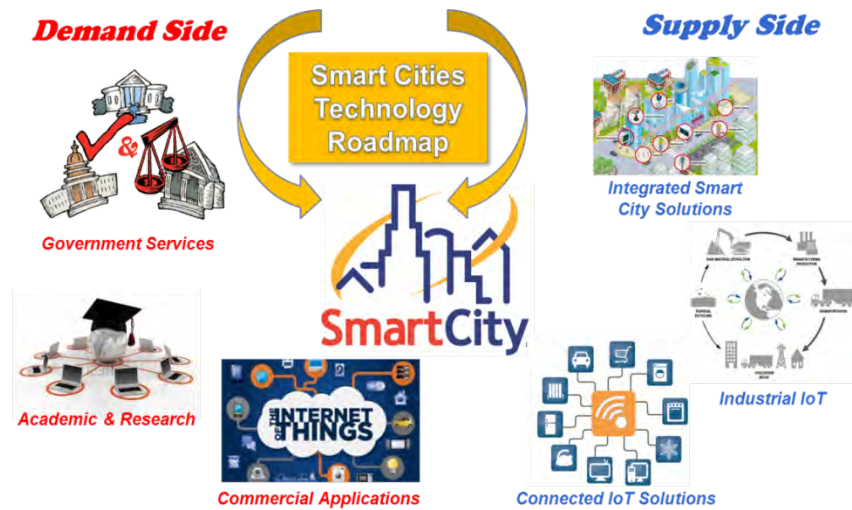 Demand Side
Supply Side
Smart Cities
Technology
Roadmap
&
Government Services
Integrated Smart
City Solutions
SmartCity
Academic & Research
THE INTERNET
OF THINGS
Commercial Applications
Connected IoT Solutions
Industrial IoT